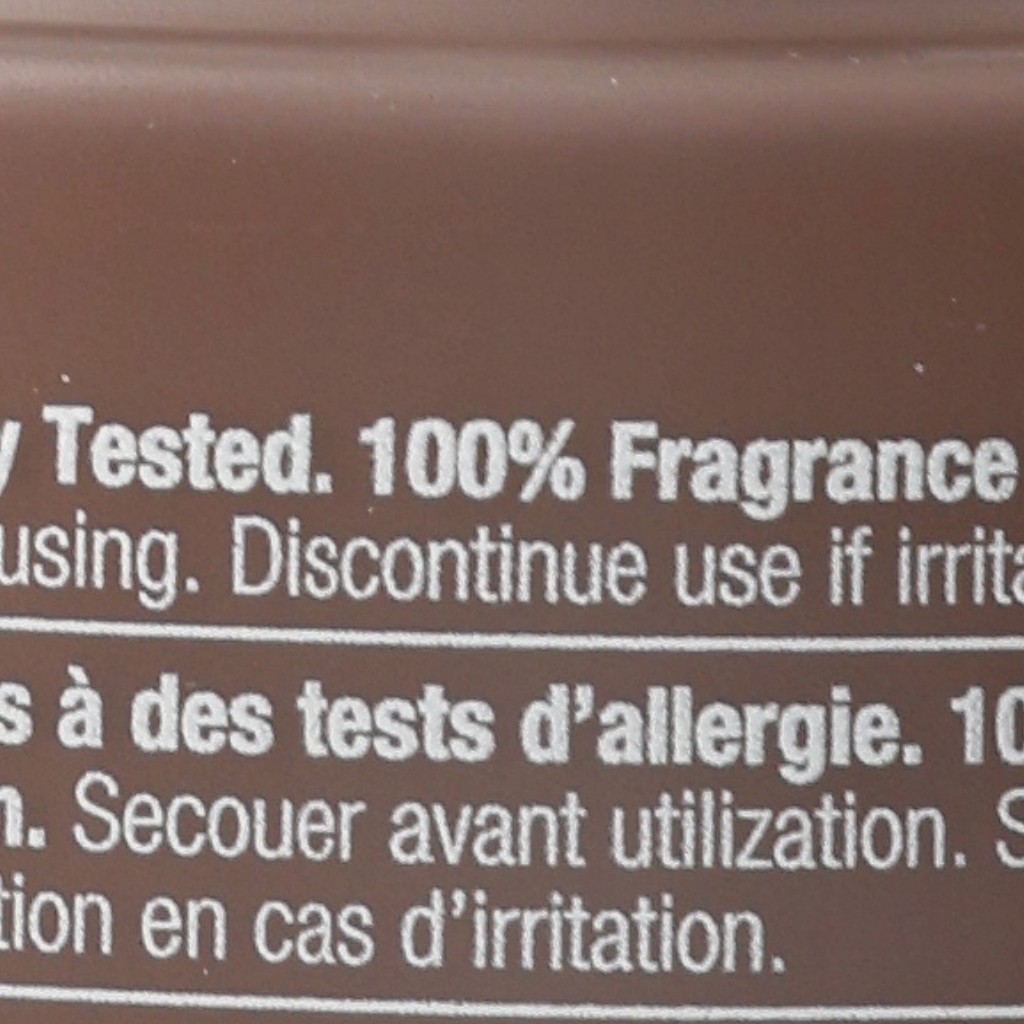 y Tested. 100% Fragrance
using. Discontinue use if irrita
s à des tests d’allergie. 10
n. Secouer avant utilization. S
tion en cas d’irritation.